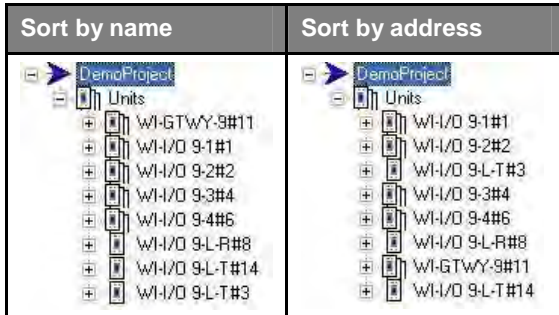 Sort by name
Sort by address
DemoProject
Units
WI-GTWY-9#11
WI-I/O 9-1#1
WI-I/O 9-2#2
WI-I/O 9-3#4
WI-I/O 9-4#6
WI-I/O 9-L-R#8
WI-I/O 9-L-T#14
WI-I/O 9-L-T#3
DemoProject
Units
WI-I/O 9-1#1
WI-I/O 9-2#2
WI-I/O 9-L-T#3
WI-I/O 9-3#4
WI-I/O 9-4#6
WI-I/O 9-L-R#8
WI-GTWY-9#11
WI-I/O 9-L-T#14